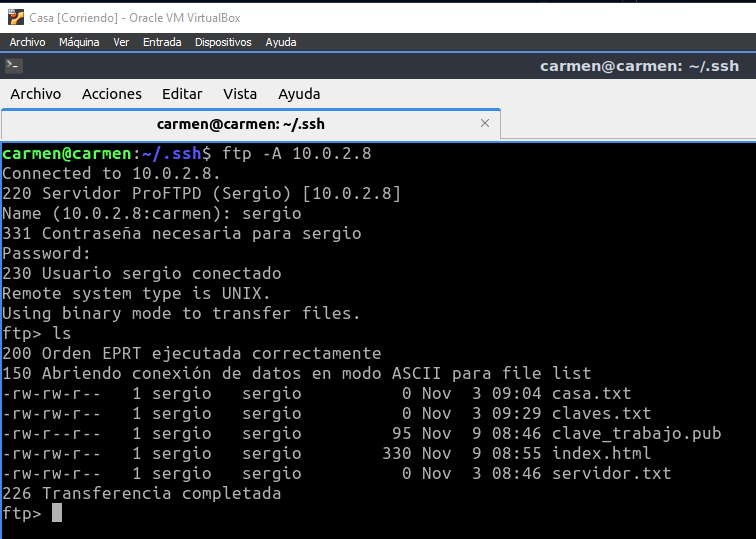 Casa [Corriendo] - Oracle VM VirtualBox
Archivo Máquina Ver Entrada Dispositivos Ayuda
carmen@carmen: ~/.ssh
Archivo Acciones Editar Vista Ayuda
carmen@carmen: ~/.ssh ×
carmen@carmen:~/.ssh$ ftp -A 10.0.2.8
Connected to 10.0.2.8.
220 Servidor ProFTPD (Sergio) [10.0.2.8]
Name (10.0.2.8:carmen): sergio
331 Contraseña necesaria para sergio
Password:
230 Usuario sergio conectado
Remote system type is UNIX.
Using binary mode to transfer files.
ftp> ls
200 Orden EPRT ejecutada correctamente
150 Abriendo conexión de datos en modo ASCII para file list
-rw-rw-r--   1 sergio   sergio          0 Nov  3 09:04 casa.txt
-rw-rw-r--   1 sergio   sergio          0 Nov  3 09:29 claves.txt
-rw-r--r--   1 sergio   sergio         95 Nov  9 08:46 clave_trabajo.pub
-rw-rw-r--   1 sergio   sergio        330 Nov  9 08:55 index.html
-rw-rw-r--   1 sergio   sergio          0 Nov  3 08:46 servidor.txt
226 Transferencia completada
ftp>